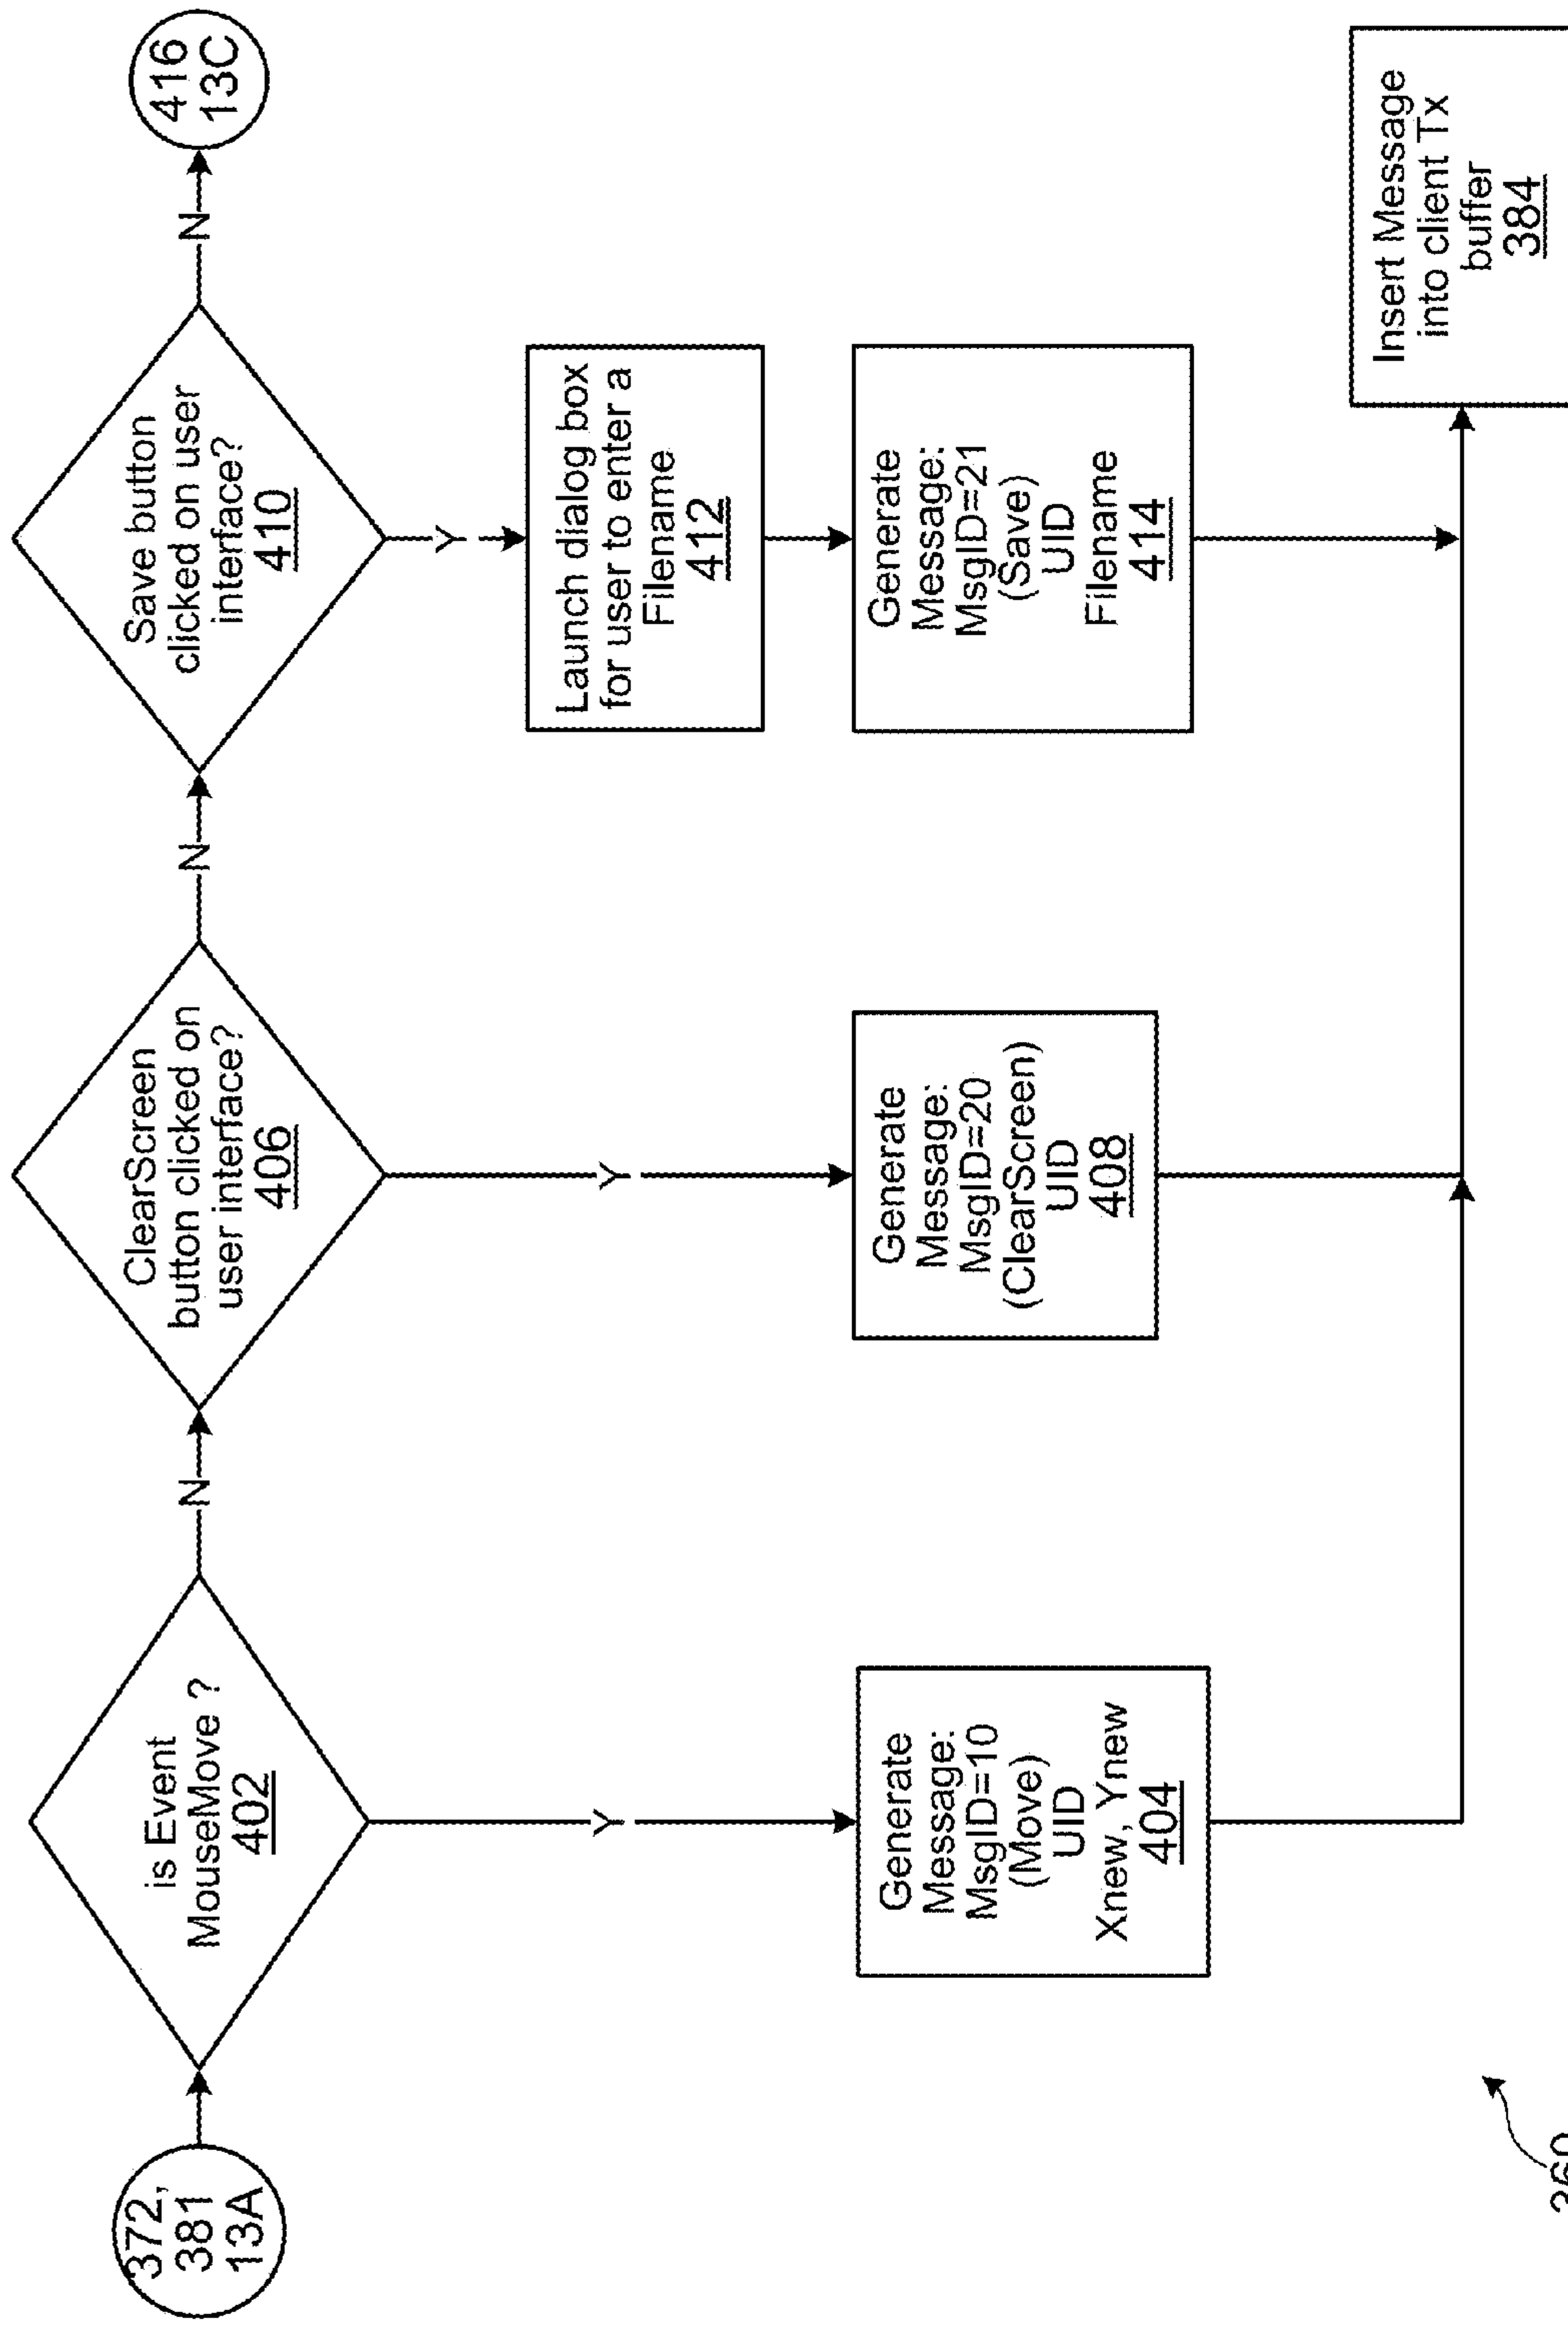 372,
381
13A
is Event
MouseMove ?
402
N
ClearScreen
button clicked on
user interface?
406
N
Save button
clicked on user
interface?
410
N
416
13C
Y
Y
Y
Launch dialog box
for user to enter a
Filename
412
Generate
Message:
MsgID=10
(Move)
UID
Xnew, Ynew
404
Generate
Message:
MsgID=20
(ClearScreen)
UID
408
Generate
Message:
MsgID=21
(Save)
UID
Filename
414
Insert Message
into client Tx
buffer
384